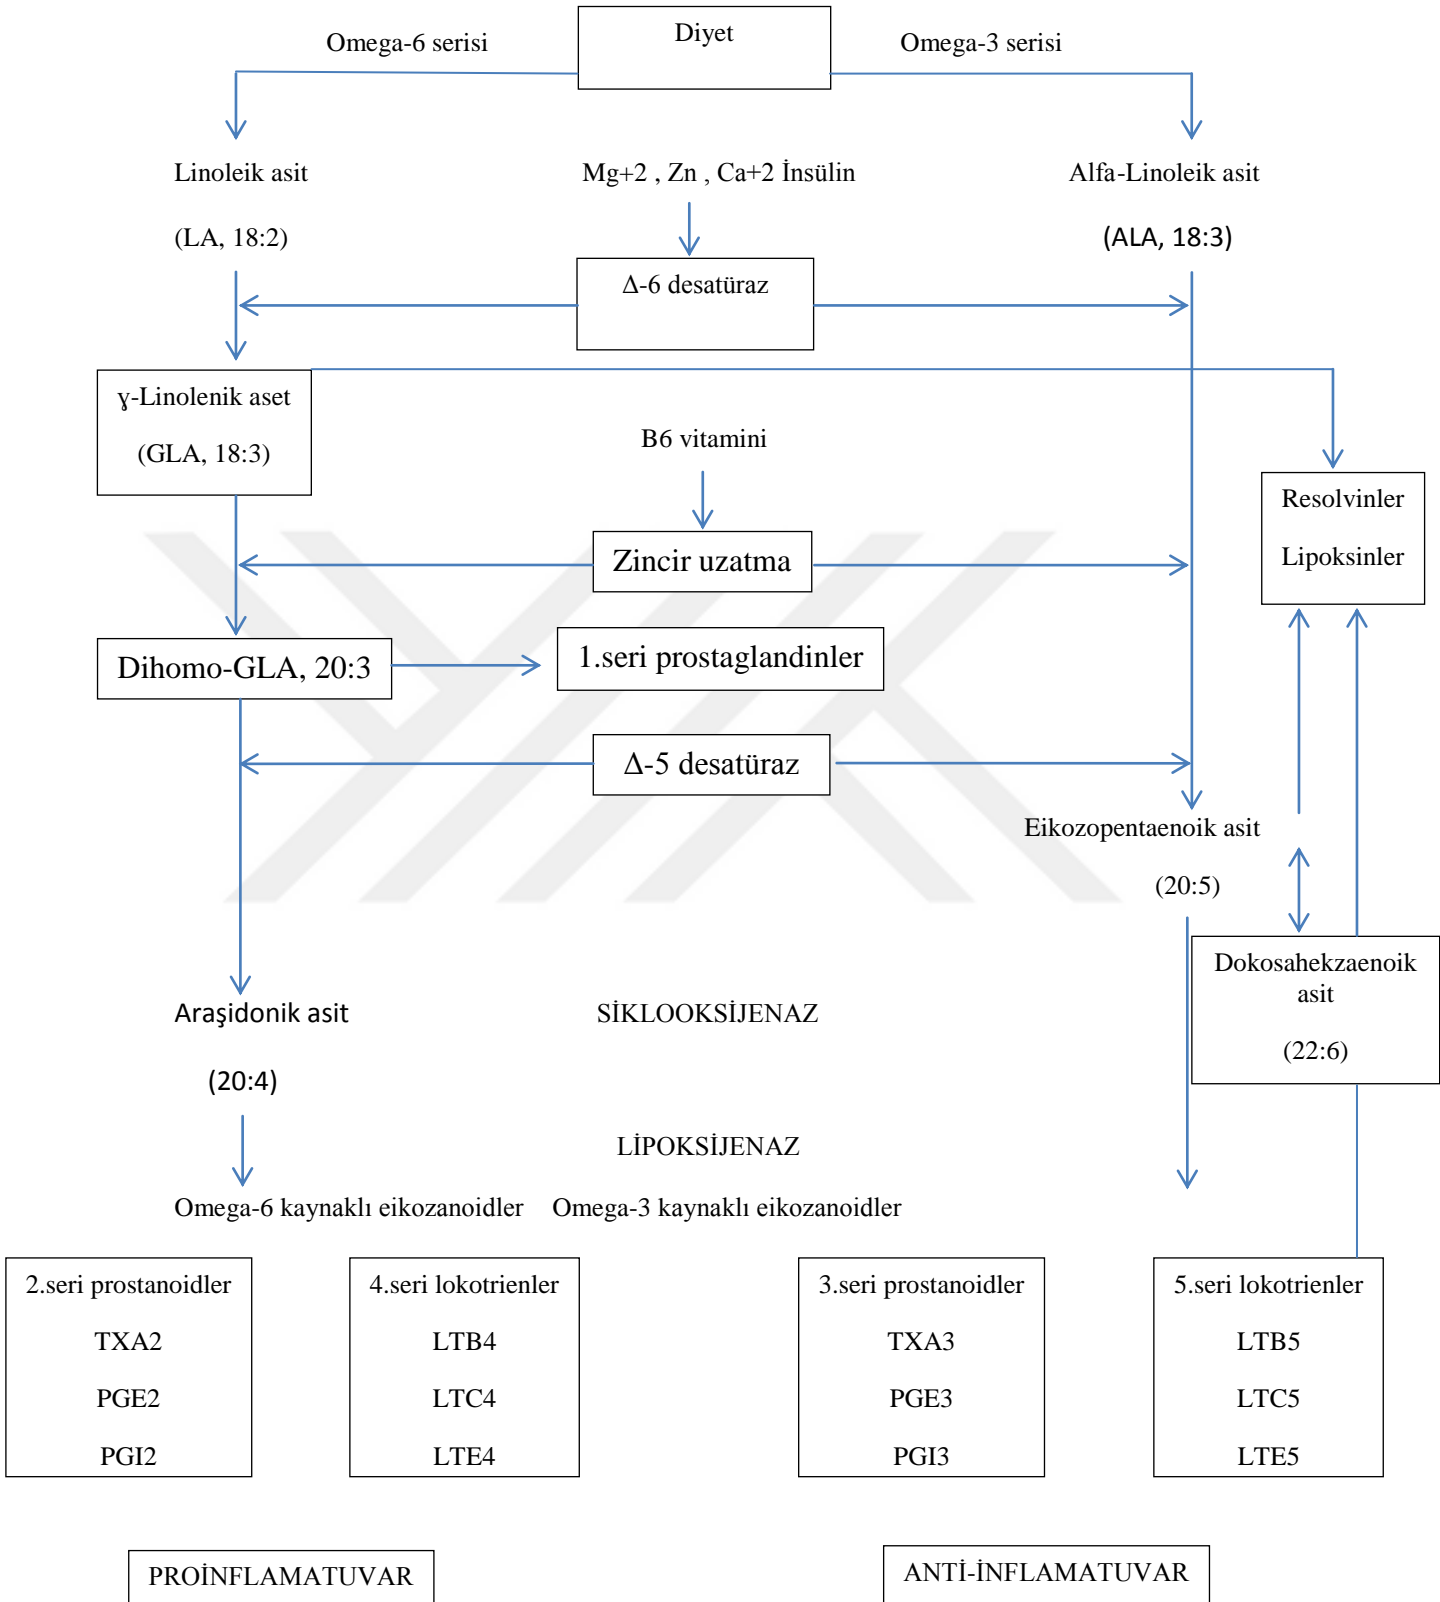 Diyet
Omega-6 serisi
Omega-3 serisi
Linoleik asit
(LA, 18:2)
Mg+2 , Zn , Ca+2 İnsülin
Alfa-Linoleik asit
(ALA, 18:3)
Δ-6 desatüraz
ɣ-Linolenik aset
(GLA, 18:3)
B6 vitamini
Resolvinler
Lipoksinler
Zincir uzatma
Dihomo-GLA, 20:3
1.seri prostaglandinler
Δ-5 desatüraz
Eikozopentaenoik asit
(20:5)
Dokosahekzaenoik
asit
(22:6)
Araşidonik asit
(20:4)
SİKLOOKSİJENAZ
LİPOKSİJENAZ
Omega-6 kaynaklı eikozanoidler
Omega-3 kaynaklı eikozanoidler
2.seri prostanoidler
TXA2
PGE2
PGI2
4.seri lokotrienler
LTB4
LTC4
LTE4
3.seri prostanoidler
TXA3
PGE3
PGI3
5.seri lokotrienler
LTB5
LTC5
LTE5
PROİNFLAMATUVAR
ANTİ-İNFLAMATUVAR